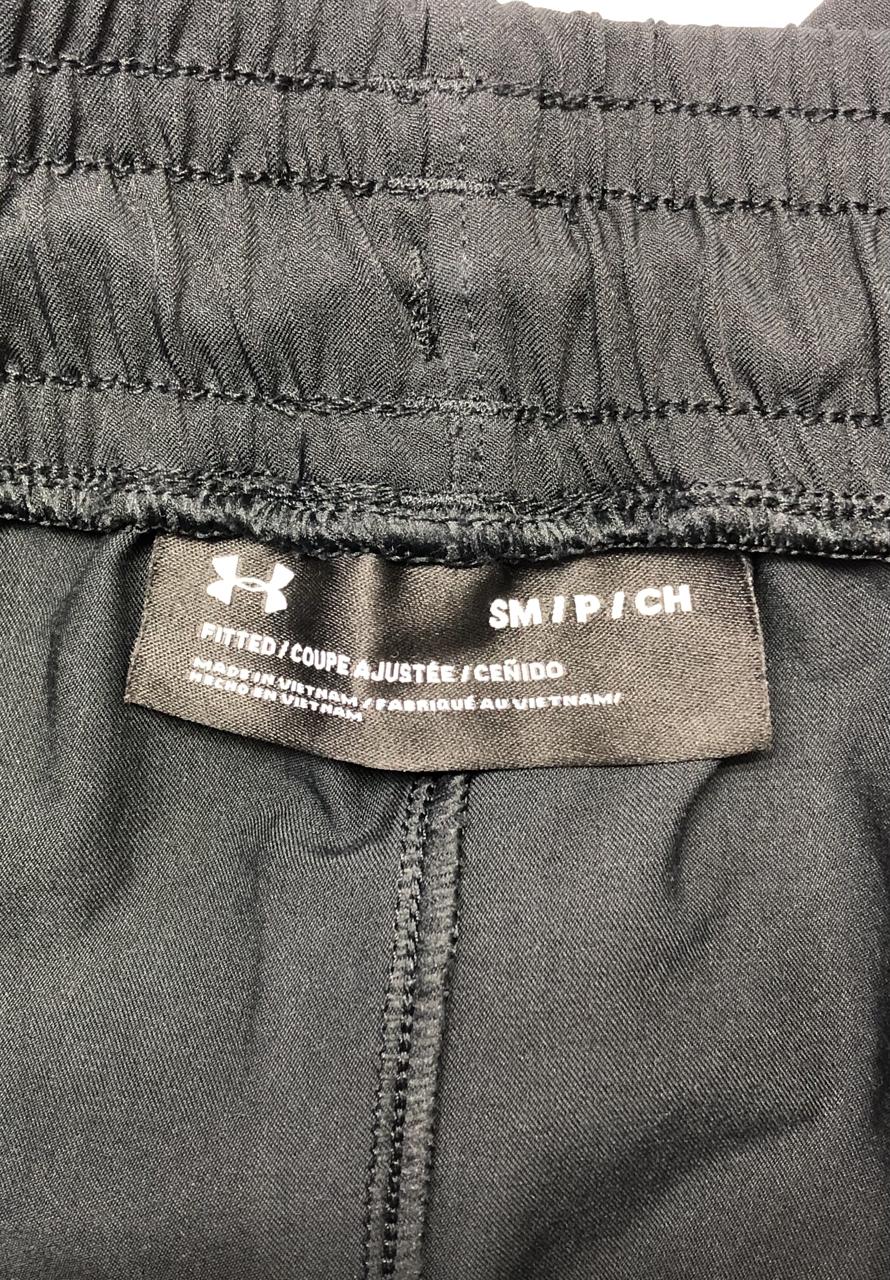 SM / P / CH
FITTED / COUPE AJUSTÉE / CEÑIDO
MADE IN VIETNAM / FABRIQUÉ AU VIETNAM/
HECHO EN VIETNAM